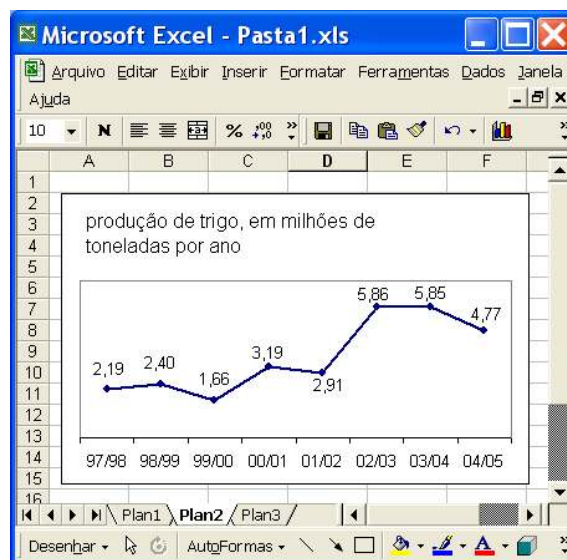 Microsoft Excel - Pasta1.xls
Arquivo Editar Exibir Inserir Formatar Ferramentas Dados Janela
Ajuda
10 N % ,00
A B C D E F
1
2
3
4
5
6
7
8
9
10
11
12
13
14
15
16
produção de trigo, em milhões de
toneladas por ano
2,19 2,40 1,66 3,19 2,91 5,86 5,85 4,77
97/98 98/99 99/00 00/01 01/02 02/03 03/04 04/05
Plan1 Plan2 Plan3
Desenhar AutoFormas A